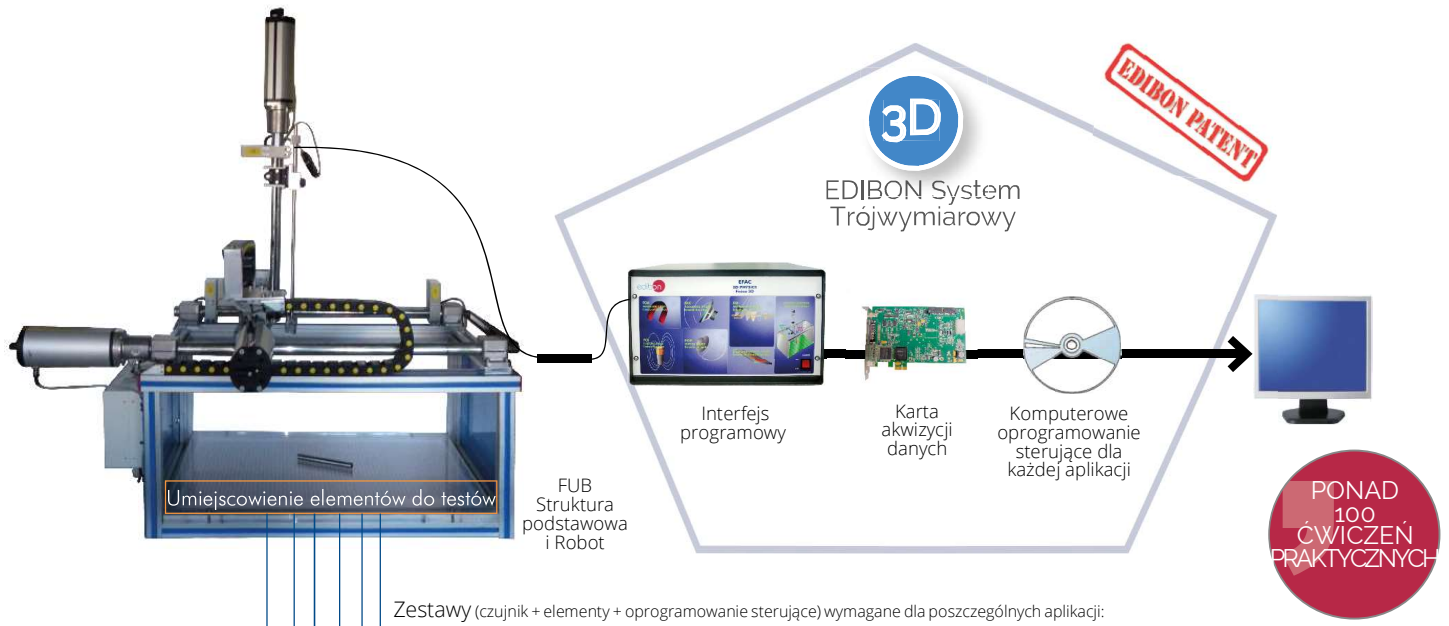 EDIBON PATENT
3D
EDIBON System
Trójwymiarowy
edibon
EFAC
Interfejs
programowy
Karta
akwizycji
danych
Komputerowe
oprogramowanie
sterujące dla
każdej aplikacji
Umiejscowienie elementów do testów
FUB
Struktura
podstawowa
i Robot
PONAD
100
ĆWICZEŃ
PRAKTYCZNYCH
Zestawy (czujnik + elementy + oprogramowanie sterujące) wymagane dla poszczególnych aplikacji: